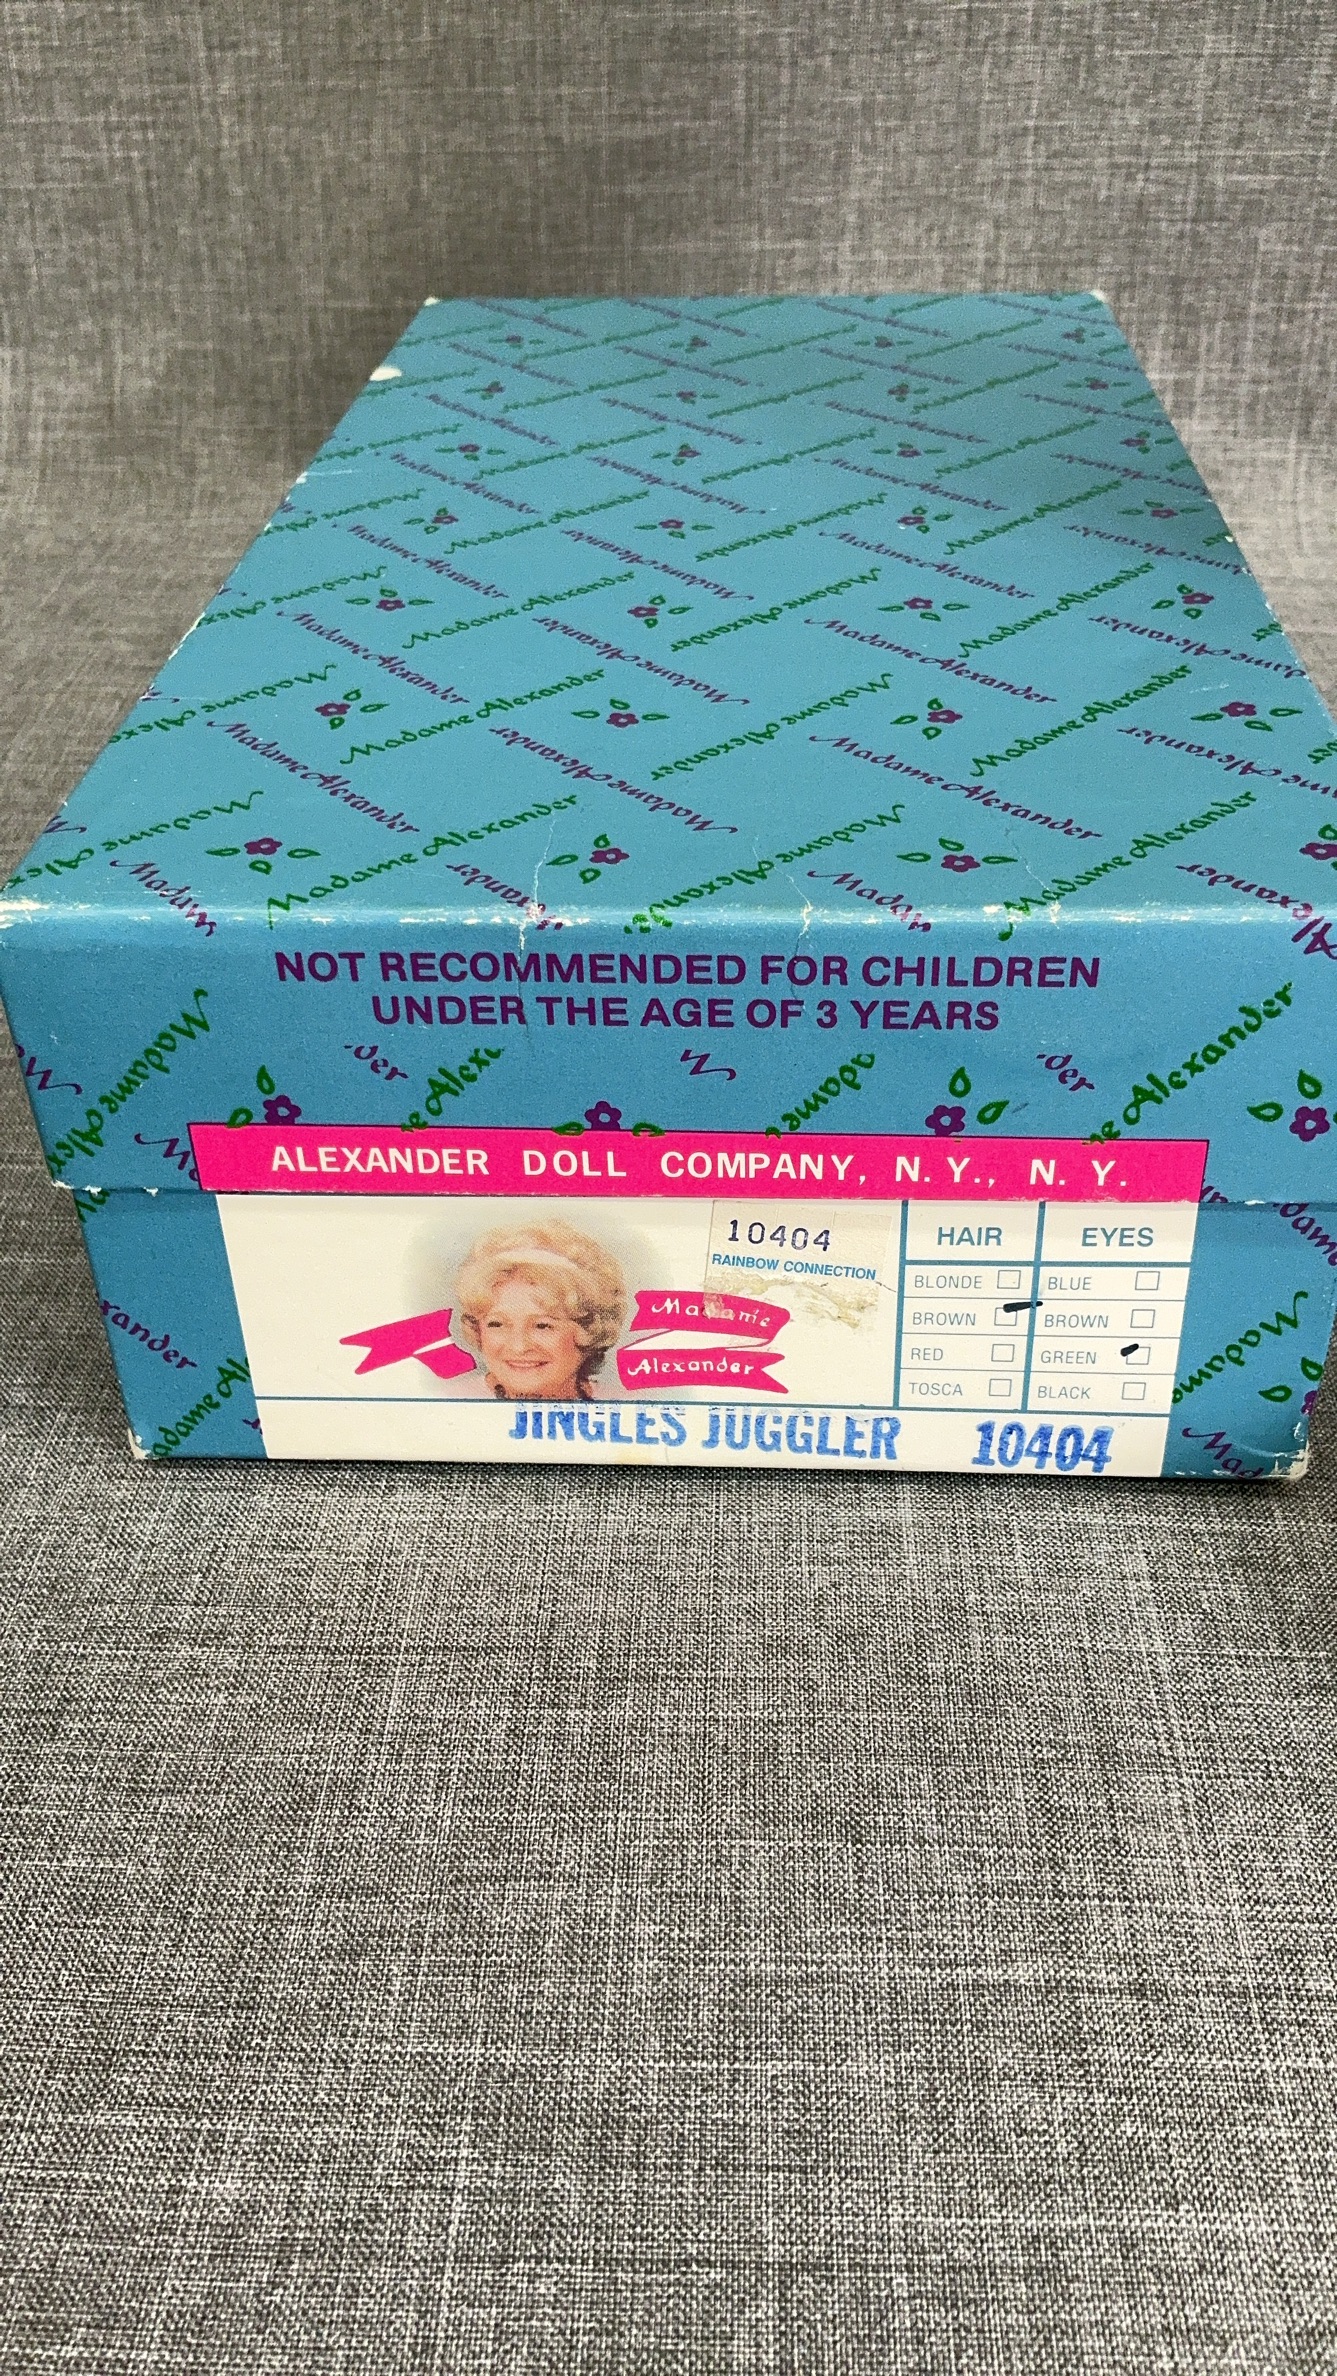 Madame Alexander
NOT RECOMMENDED FOR CHILDREN
UNDER THE AGE OF 3 YEARS
ALEXANDER DOLL COMPANY, N. Y., N. Y.
10404
RAINBOW CONNECTION
Madame
Alexander
HAIR EYES
BLONDE BLUE
BROWN BROWN
RED GREEN
TOSCA BLACK
JINGLES JUGGLER 10404